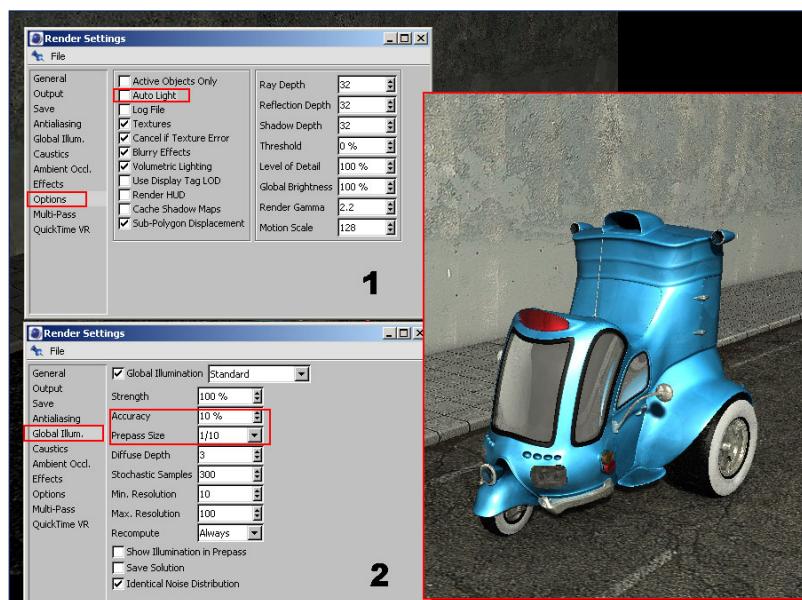 Render Settings
File
General
Output
Save
Antialiasing
Global Illum.
Caustics
Ambient Occl.
Effects
Options
Multi-Pass
QuickTime VR
Active Objects Only
Auto Light
Log File
Textures
Cancel if Texture Error
Blurry Effects
Volumetric Lighting
Use Display Tag LOD
Render HUD
Cache Shadow Maps
Sub-Polygon Displacement
Ray Depth 32
Reflection Depth 32
Shadow Depth 32
Threshold 0 %
Level of Detail 100 %
Global Brightness 100 %
Render Gamma 2.2
Motion Scale 128
1
Render Settings
File
General
Output
Save
Antialiasing
Global Illum.
Caustics
Ambient Occl.
Effects
Options
Multi-Pass
QuickTime VR
Global Illumination Standard
Strength 100 %
Accuracy 10 %
Prepass Size 1/10
Diffuse Depth 3
Stochastic Samples 300
Min. Resolution 10
Max. Resolution 100
Recompute Always
Show Illumination in Prepass
Save Solution
Identical Noise Distribution
2